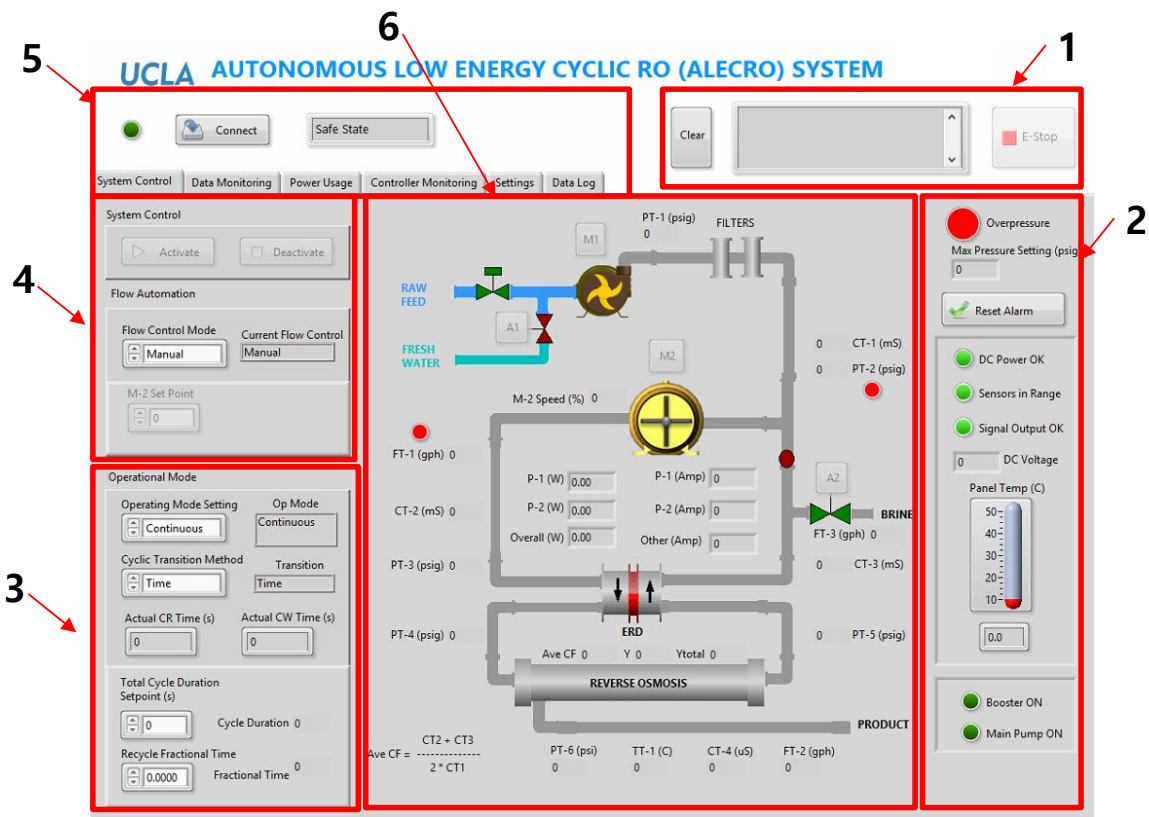 6
5
1
UCLA AUTONOMOUS LOW ENERGY CYCLIC RO (ALECRO) SYSTEM
Connect
Safe State
Clear
E-Stop
System Control
Data Monitoring
Power Usage
Controller Monitoring
Settings
Data Log
4
System Control
Activate
Deactivate
Flow Automation
Flow Control Mode
Manual
Current Flow Control
Manual
M-2 Set Point
0
3
Operational Mode
Operating Mode Setting
Continuous
Op Mode
Continuous
Cyclic Transition Method
Time
Transition
Time
Actual CR Time (s)
0
Actual CW Time (s)
0
Total Cycle Duration
Setpoint (s)
0
Cycle Duration 0
Recycle Fractional Time
0.0000
Fractional Time 0
PT-1 (psig)
0
FILTERS
M1
RAW
FEED
A1
FRESH
WATER
M2
0 CT-1 (mS)
0 PT-2 (psig)
M-2 Speed (%) 0
FT-1 (gph) 0
P-1 (W) 0.00
P-1 (Amp) 0
A2
CT-2 (mS) 0
P-2 (W) 0.00
P-2 (Amp) 0
BRINE
Overall (W) 0.00
Other (Amp) 0
FT-3 (gph) 0
PT-3 (psig) 0
0 CT-3 (mS)
PT-4 (psig) 0
ERD
0 PT-5 (psig)
Ave CF 0 Y 0 Ytotal 0
REVERSE OSMOSIS
PRODUCT
CT2 + CT3
Ave CF = ------------
2 * CT1
PT-6 (psi)
0
TT-1 (C)
0
CT-4 (uS)
0
FT-2 (gph)
0
2
Overpressure
Max Pressure Setting (psig
0
Reset Alarm
DC Power OK
Sensors in Range
Signal Output OK
0 DC Voltage
Panel Temp (C)
50
40
30
20
10
0.0
Booster ON
Main Pump ON